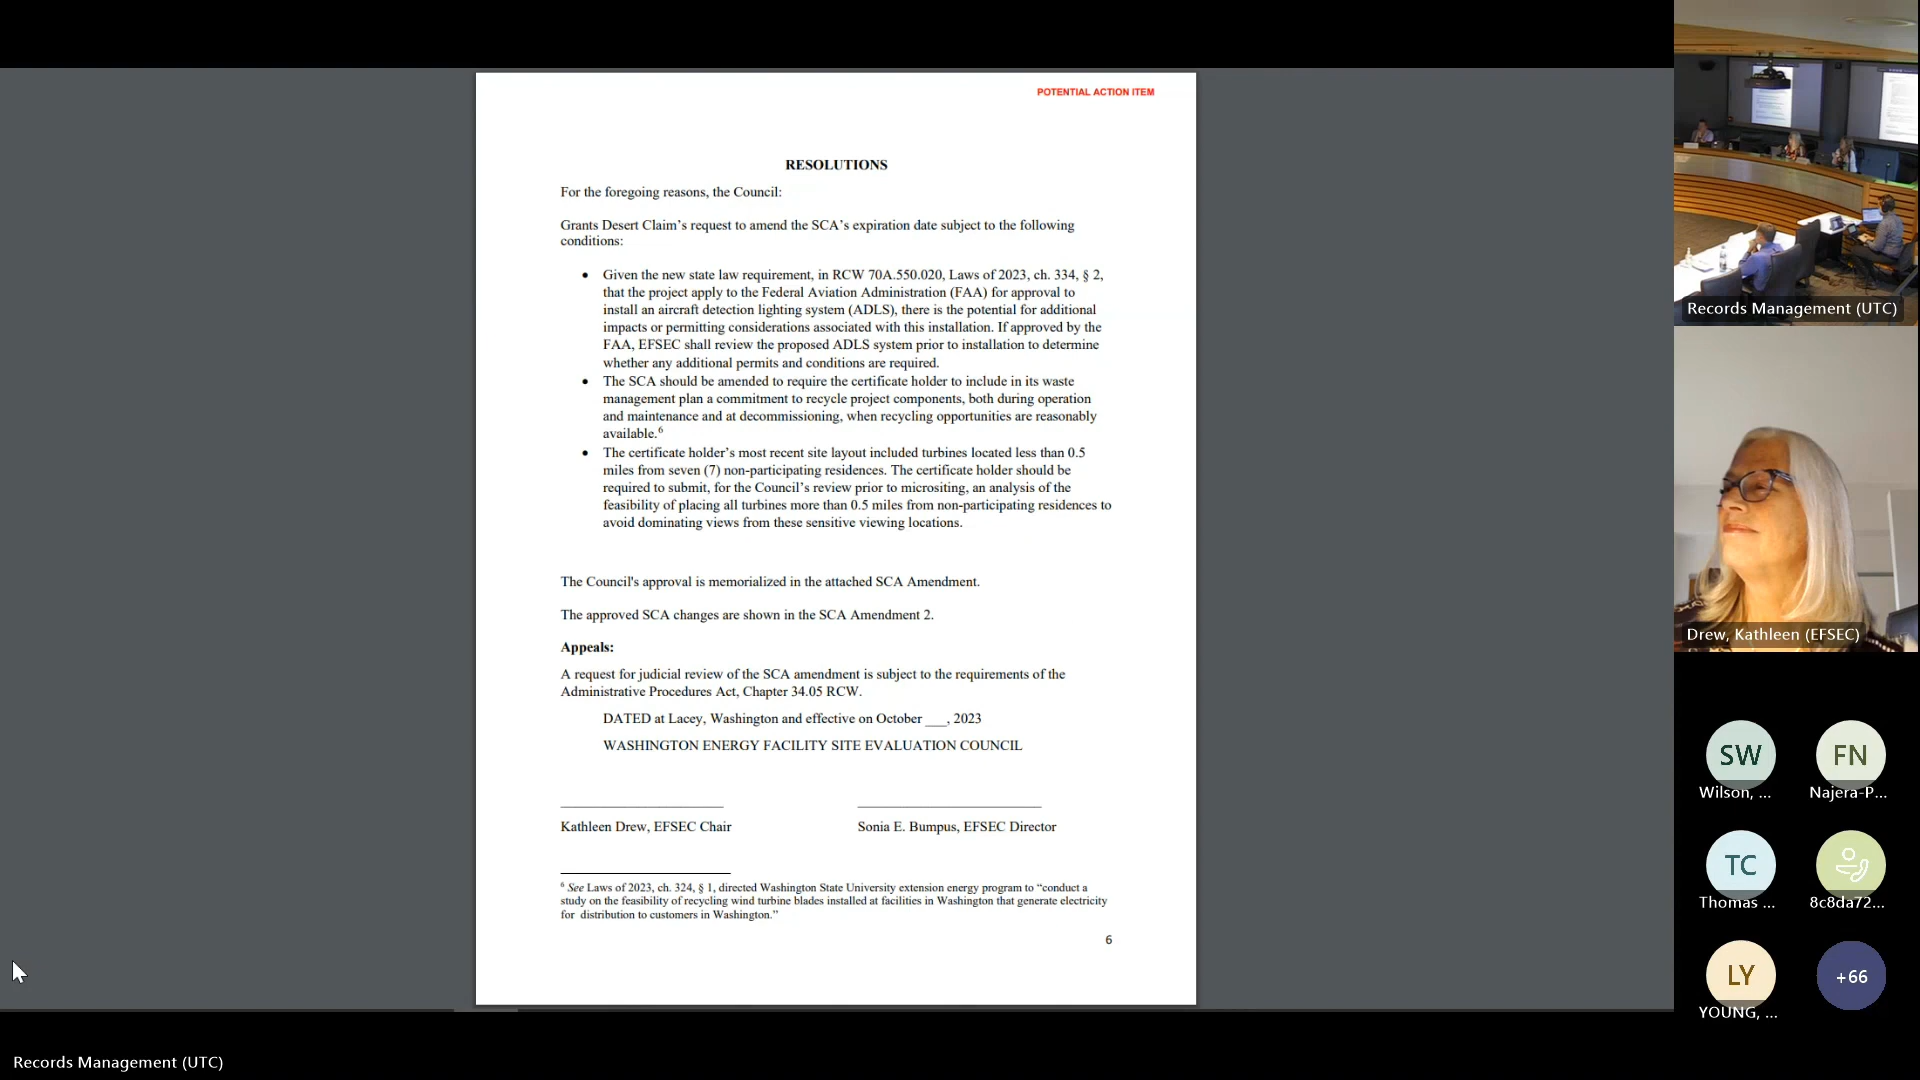 POTENTIAL ACTION ITEM
RESOLUTIONS
For the foregoing reasons, the Council:
Grants Desert Claim’s request to amend the SCA’s expiration date subject to the following
conditions:
• Given the new state law requirement, in RCW 70A.550.020, Laws of 2023, ch. 334, § 2,
that the project apply to the Federal Aviation Administration (FAA) for approval to
install an aircraft detection lighting system (ADLS), there is the potential for additional
impacts or permitting considerations associated with this installation. If approved by the
FAA, EFSEC shall review the proposed ADLS system prior to installation to determine
whether any additional permits and conditions are required.
• The SCA should be amended to require the certificate holder to include in its waste
management plan a commitment to recycle project components, both during operation
and maintenance and at decommissioning, when recycling opportunities are reasonably
available.6
• The certificate holder’s most recent site layout included turbines located less than 0.5
miles from seven (7) non-participating residences. The certificate holder should be
required to submit, for the Council’s review prior to micrositing, an analysis of the
feasibility of placing all turbines more than 0.5 miles from non-participating residences to
avoid dominating views from these sensitive viewing locations.
The Council's approval is memorialized in the attached SCA Amendment.
The approved SCA changes are shown in the SCA Amendment 2.
Appeals:
A request for judicial review of the SCA amendment is subject to the requirements of the
Administrative Procedures Act, Chapter 34.05 RCW.
DATED at Lacey, Washington and effective on October ___, 2023
WASHINGTON ENERGY FACILITY SITE EVALUATION COUNCIL
Kathleen Drew, EFSEC Chair
Sonia E. Bumpus, EFSEC Director
6 See Laws of 2023, ch. 324, § 1, directed Washington State University extension energy program to “conduct a
study on the feasibility of recycling wind turbine blades installed at facilities in Washington that generate electricity
for distribution to customers in Washington.”
6
Records Management (UTC)
Drew, Kathleen (EFSEC)
SW
Wilson, ...
FN
Najera-P...
TC
Thomas ...
8c8da72...
LY
YOUNG, ...
+66
Records Management (UTC)